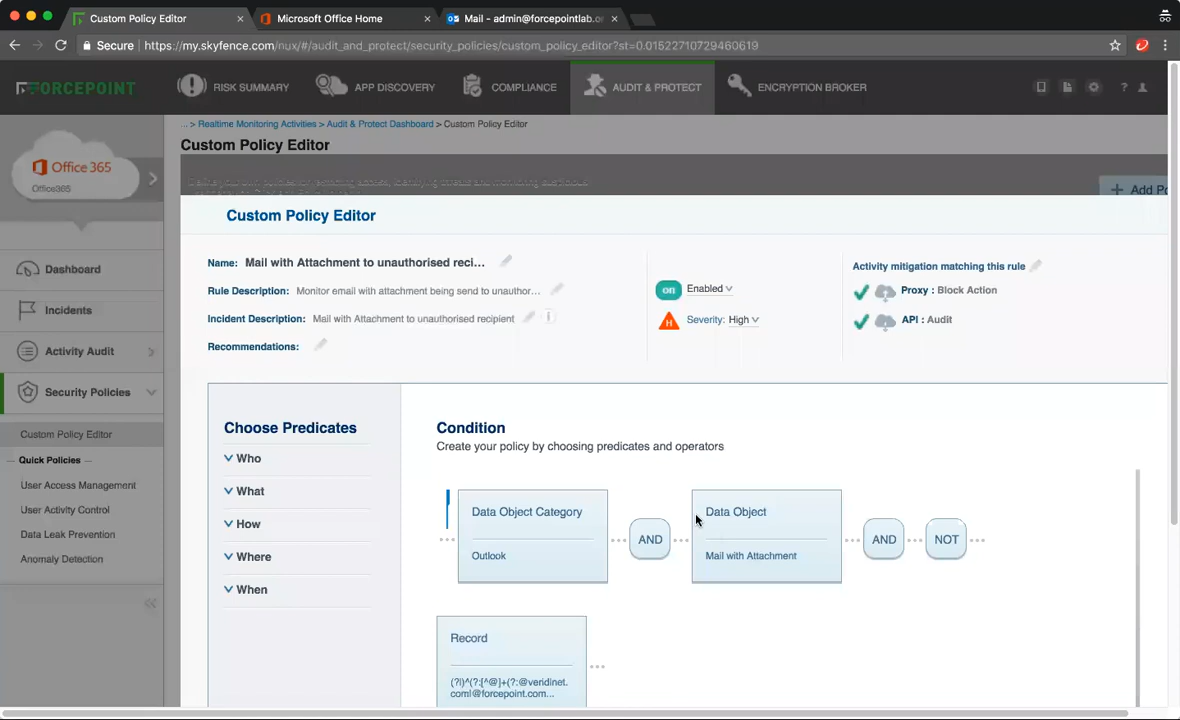 Custom Policy Editor
Microsoft Office Home
Mail - admin@forcepointlab.o
Secure https://my.skyfence.com/nux/#/audit_and_protect/security_policies/custom_policy_editor?st=0.01522710729460619
FORCEPOINT
RISK SUMMARY
APP DISCOVERY
COMPLIANCE
AUDIT & PROTECT
ENCRYPTION BROKER
?
Office 365
Office365
Dashboard
Incidents
Activity Audit
Security Policies
Custom Policy Editor
Quick Policies
User Access Management
User Activity Control
Data Leak Prevention
Anomaly Detection
... > Realtime Monitoring Activities > Audit & Protect Dashboard > Custom Policy Editor
Custom Policy Editor
+ Add Po
Custom Policy Editor
Name: Mail with Attachment to unauthorised reci...
Rule Description: Monitor email with attachment being send to unauthor...
Incident Description: Mail with Attachment to unauthorised recipient
Recommendations:
on Enabled
H Severity: High
Activity mitigation matching this rule
Proxy : Block Action
API : Audit
Choose Predicates
Who
What
How
Where
When
Condition
Create your policy by choosing predicates and operators
Data Object Category
Outlook
AND
Data Object
Mail with Attachment
AND
NOT
Record
(?i)^(?:[^@]+(?:@veridinet.
com|@forcepoint.com...